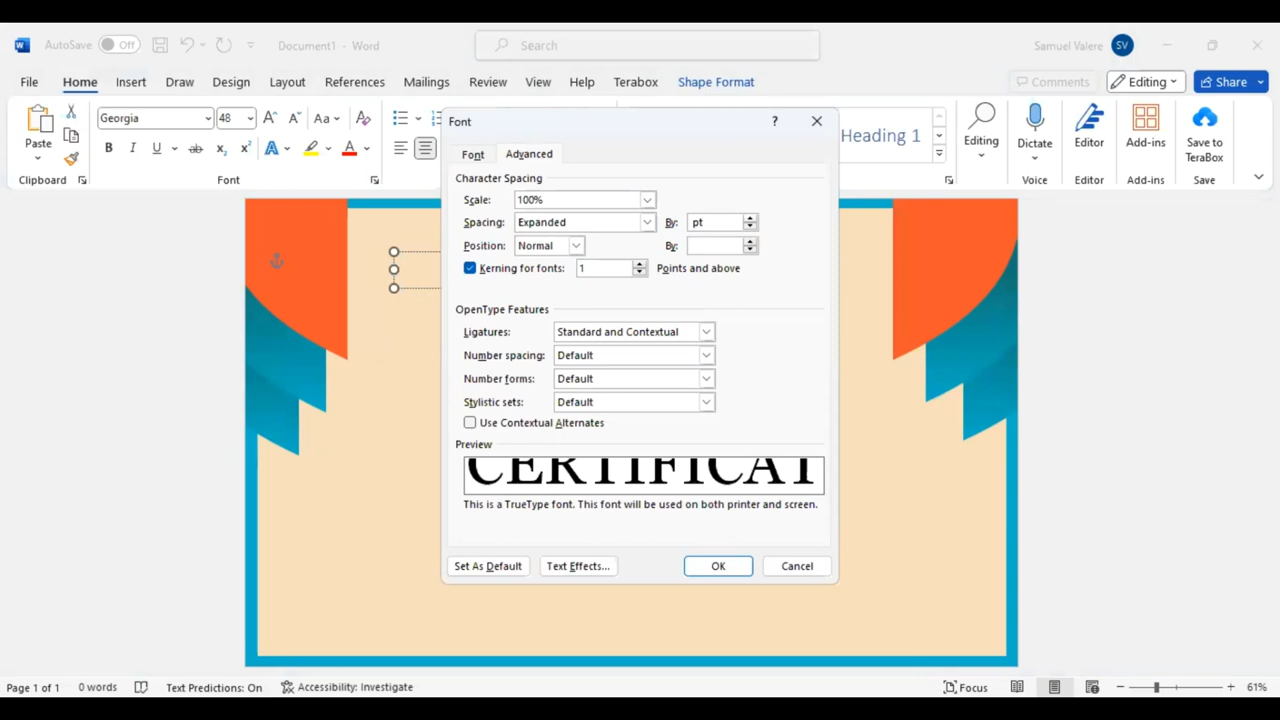 AutoSave Off Document1 - Word Search Samuel Valere SV
File Home Insert Draw Design Layout References Mailings Review View Help Terabox Shape Format Comments Editing Share
Paste Georgia 48 Aa Heading 1 Editing Dictate Editor Add-ins Save to TeraBox
B I U ab x₂ x² A A
Clipboard Font Voice Editor Add-ins Save
Font ?
Font Advanced
Character Spacing
Scale: 100%
Spacing: Expanded By: pt
Position: Normal By:
Kerning for fonts: 1 Points and above
OpenType Features
Ligatures: Standard and Contextual
Number spacing: Default
Number forms: Default
Stylistic sets: Default
Use Contextual Alternates
Preview
CERTIFICAT
This is a TrueType font. This font will be used on both printer and screen.
Set As Default Text Effects... OK Cancel
Page 1 of 1 0 words Text Predictions: On Accessibility: Investigate Focus 61%